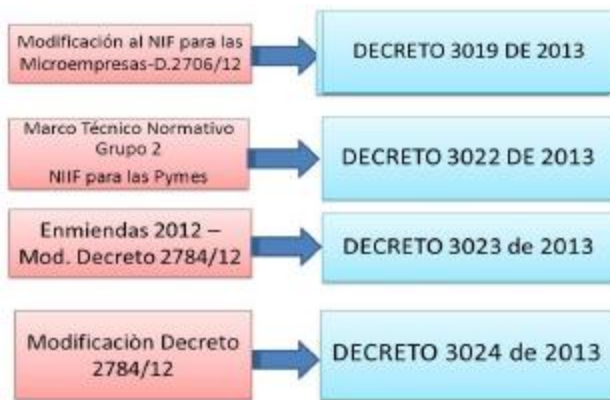 Modificación al NIF para las
Microempresas-D.2706/12
DECRETO 3019 DE 2013
Marco Técnico Normativo
Grupo 2
NIIF para las Pymes
DECRETO 3022 DE 2013
Enmiendas 2012 –
Mod. Decreto 2784/12
DECRETO 3023 de 2013
Modificaciòn Decreto
2784/12
DECRETO 3024 de 2013